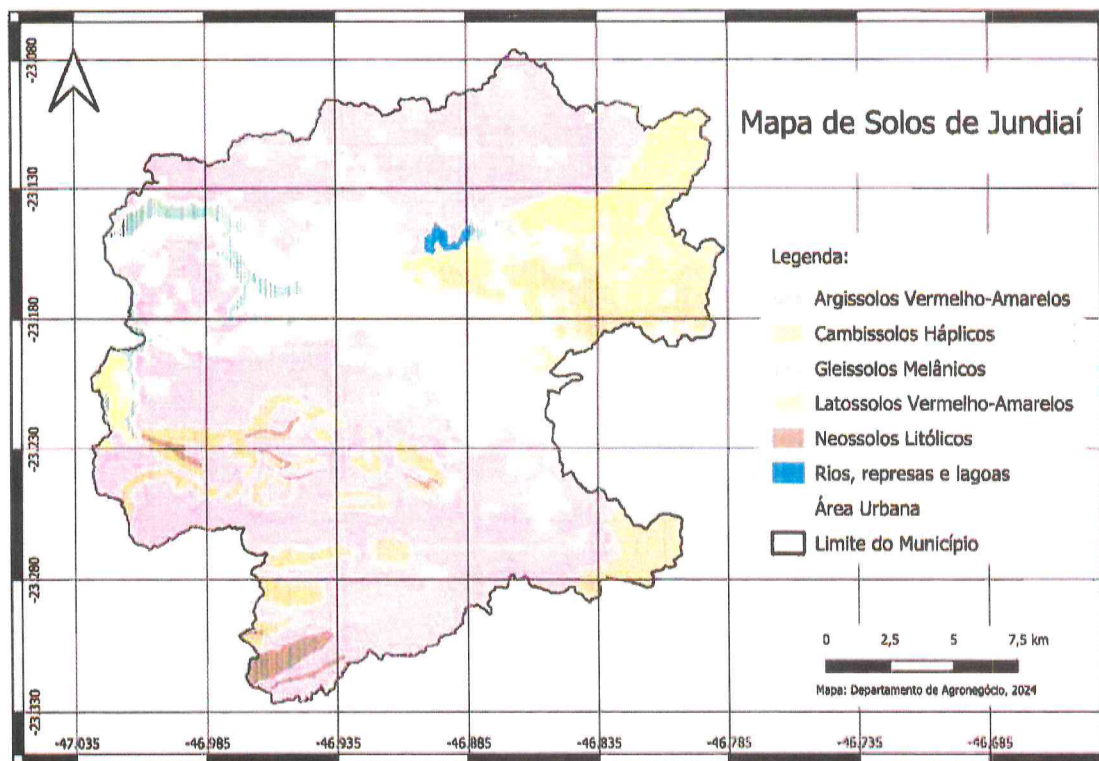 Mapa de Solos de Jundiaí
Legenda:
Argissolos Vermelho-Amarelos
Cambissolos Háplicos
Gleissolos Melânicos
Latossolos Vermelho-Amarelos
Neossolos Litólicos
Rios, represas e lagoas
Área Urbana
Limite do Município
0 2,5 5 7,5 km
Mapa: Departamento de Agronegócio, 2024
-23.080
-23.130
-23.180
-23.230
-23.280
-23.330
-47.035 -46.985 -46.935 -46.885 -46.835 -46.785 -46.735 -46.685